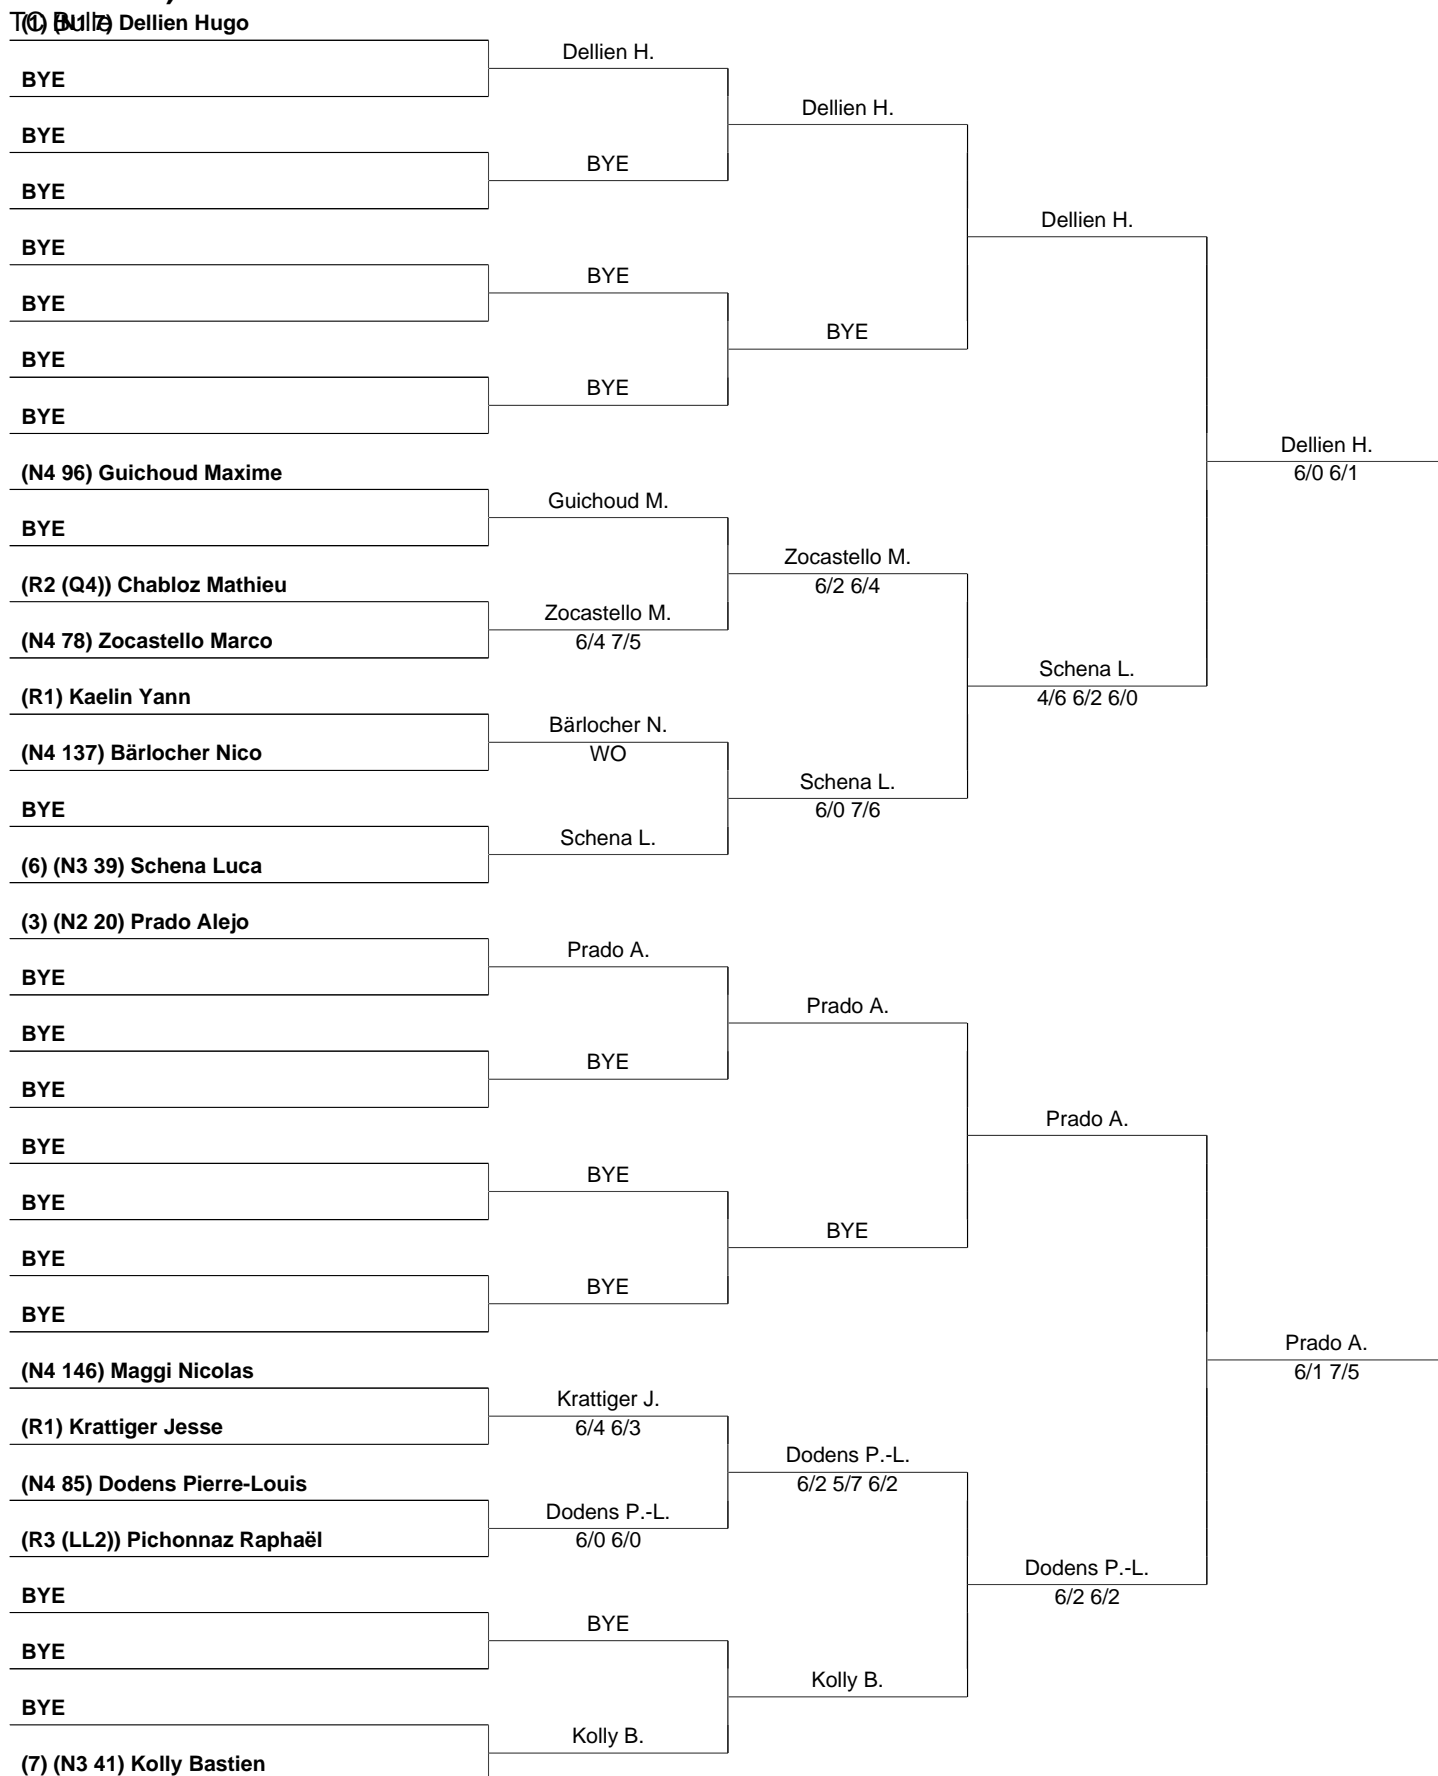 TC Bulle
(1) (N1 7) Dellien Hugo
BYE
BYE
BYE
BYE
BYE
BYE
BYE
(N4 96) Guichoud Maxime
BYE
(R2 (Q4)) Chabloz Mathieu
(N4 78) Zocastello Marco
(R1) Kaelin Yann
(N4 137) Bärlocher Nico
BYE
(6) (N3 39) Schena Luca
(3) (N2 20) Prado Alejo
BYE
BYE
BYE
BYE
BYE
BYE
BYE
(N4 146) Maggi Nicolas
(R1) Krattiger Jesse
(N4 85) Dodens Pierre-Louis
(R3 (LL2)) Pichonnaz Raphaël
BYE
BYE
BYE
(7) (N3 41) Kolly Bastien
Dellien H.
BYE
BYE
BYE
Guichoud M.
Zocastello M.
6/4 7/5
Bärlocher N.
WO
Schena L.
Prado A.
BYE
BYE
BYE
Krattiger J.
6/4 6/3
Dodens P.-L.
6/0 6/0
BYE
Kolly B.
Dellien H.
BYE
Zocastello M.
6/2 6/4
Schena L.
6/0 7/6
Prado A.
BYE
Dodens P.-L.
6/2 5/7 6/2
Kolly B.
Dellien H.
Schena L.
4/6 6/2 6/0
Prado A.
Dodens P.-L.
6/2 6/2
Dellien H.
6/0 6/1
Prado A.
6/1 7/5